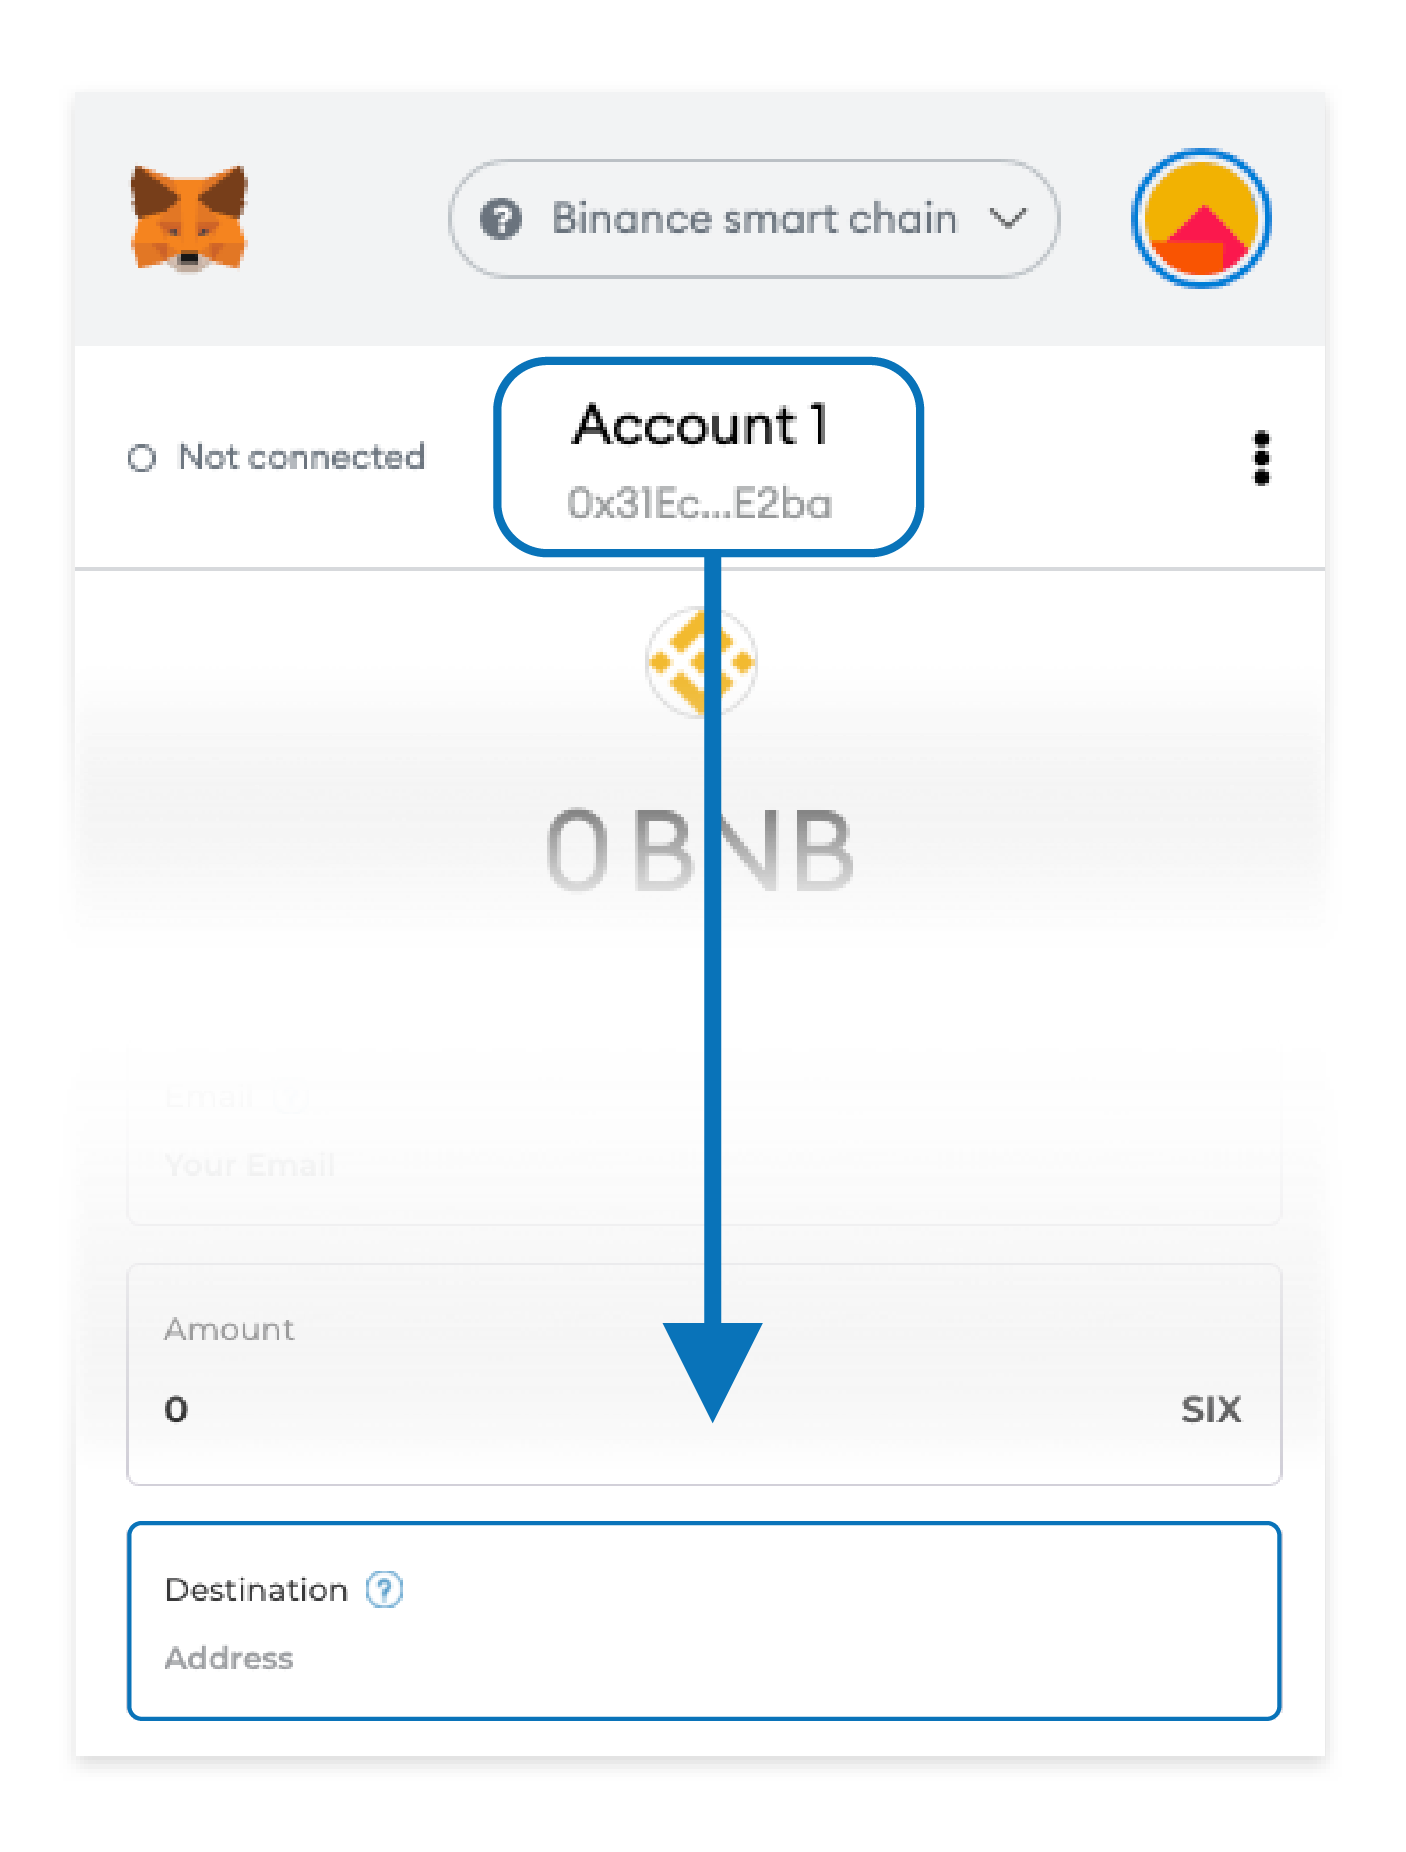 Binance smart chain
Not connected
Account 1
0x31Ec...E2ba
0 BNB
Email
Your Email
Amount
0 SIX
Destination
Address